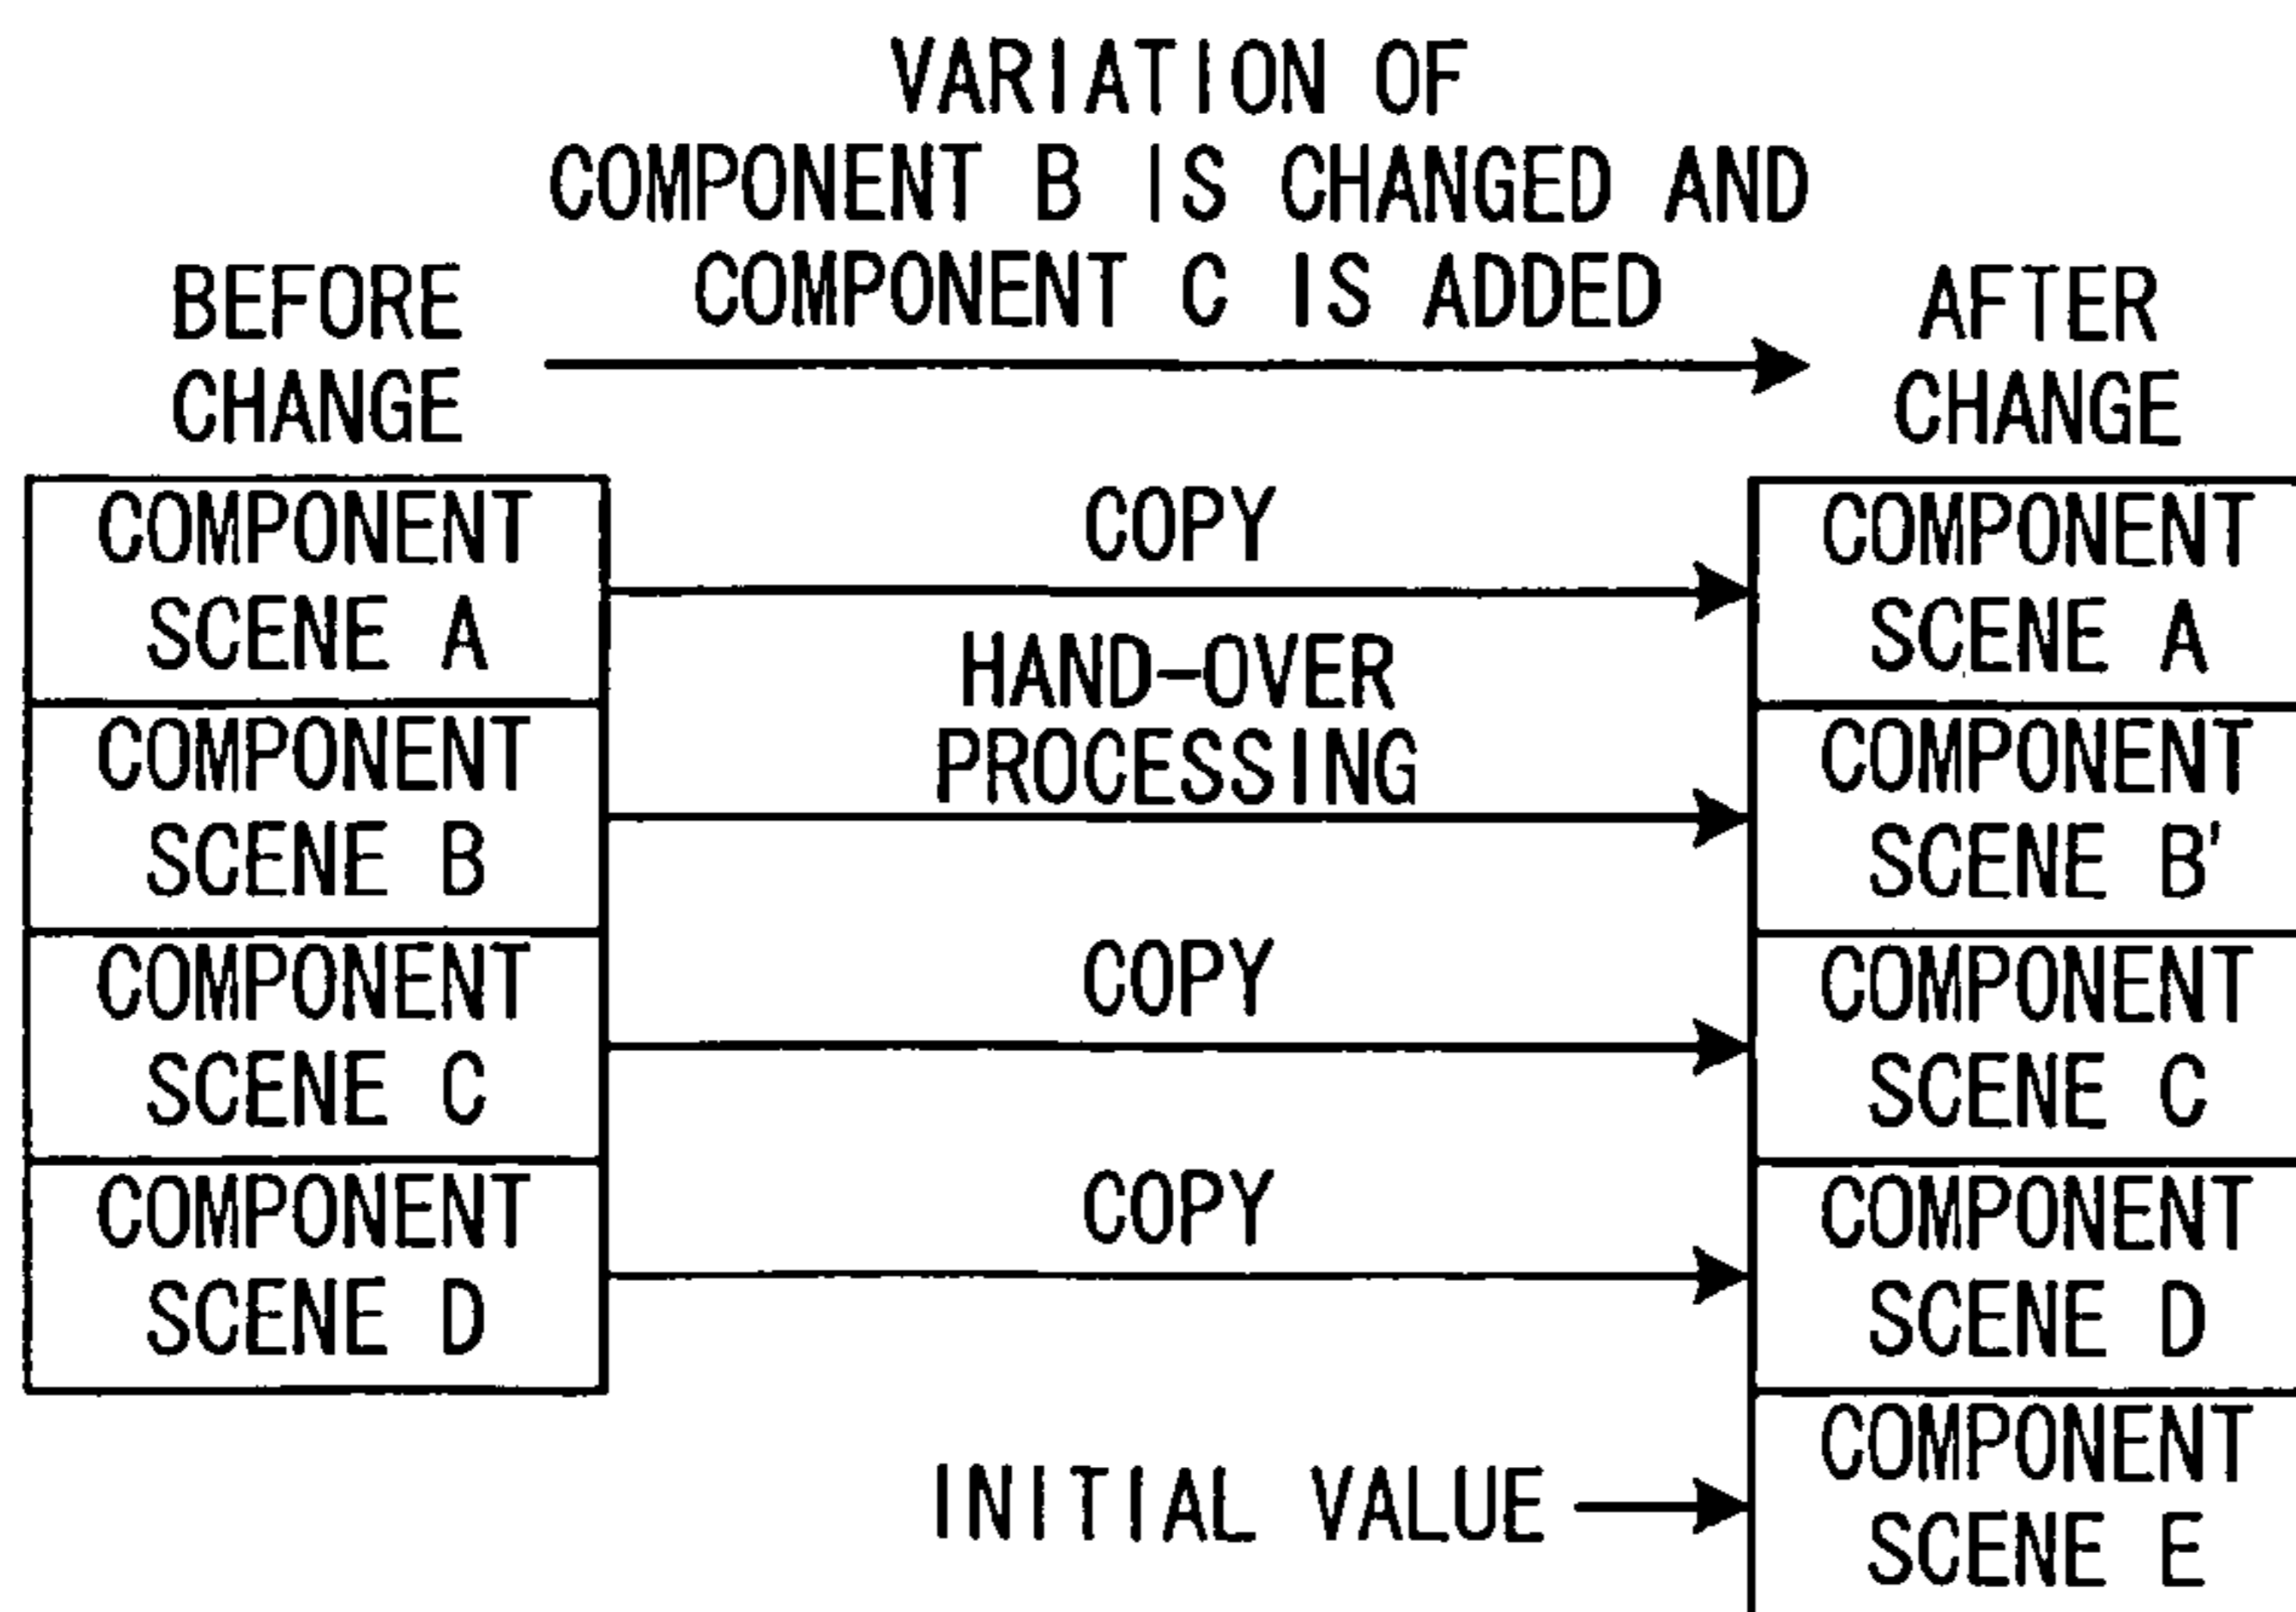 VARIATION OF
COMPONENT B IS CHANGED AND
COMPONENT C IS ADDED
BEFORE
CHANGE
AFTER
CHANGE
COMPONENT
SCENE A
COPY
COMPONENT
SCENE A
COMPONENT
SCENE B
HAND-OVER
PROCESSING
COMPONENT
SCENE B'
COMPONENT
SCENE C
COPY
COMPONENT
SCENE C
COMPONENT
SCENE D
COPY
COMPONENT
SCENE D
INITIAL VALUE
COMPONENT
SCENE E